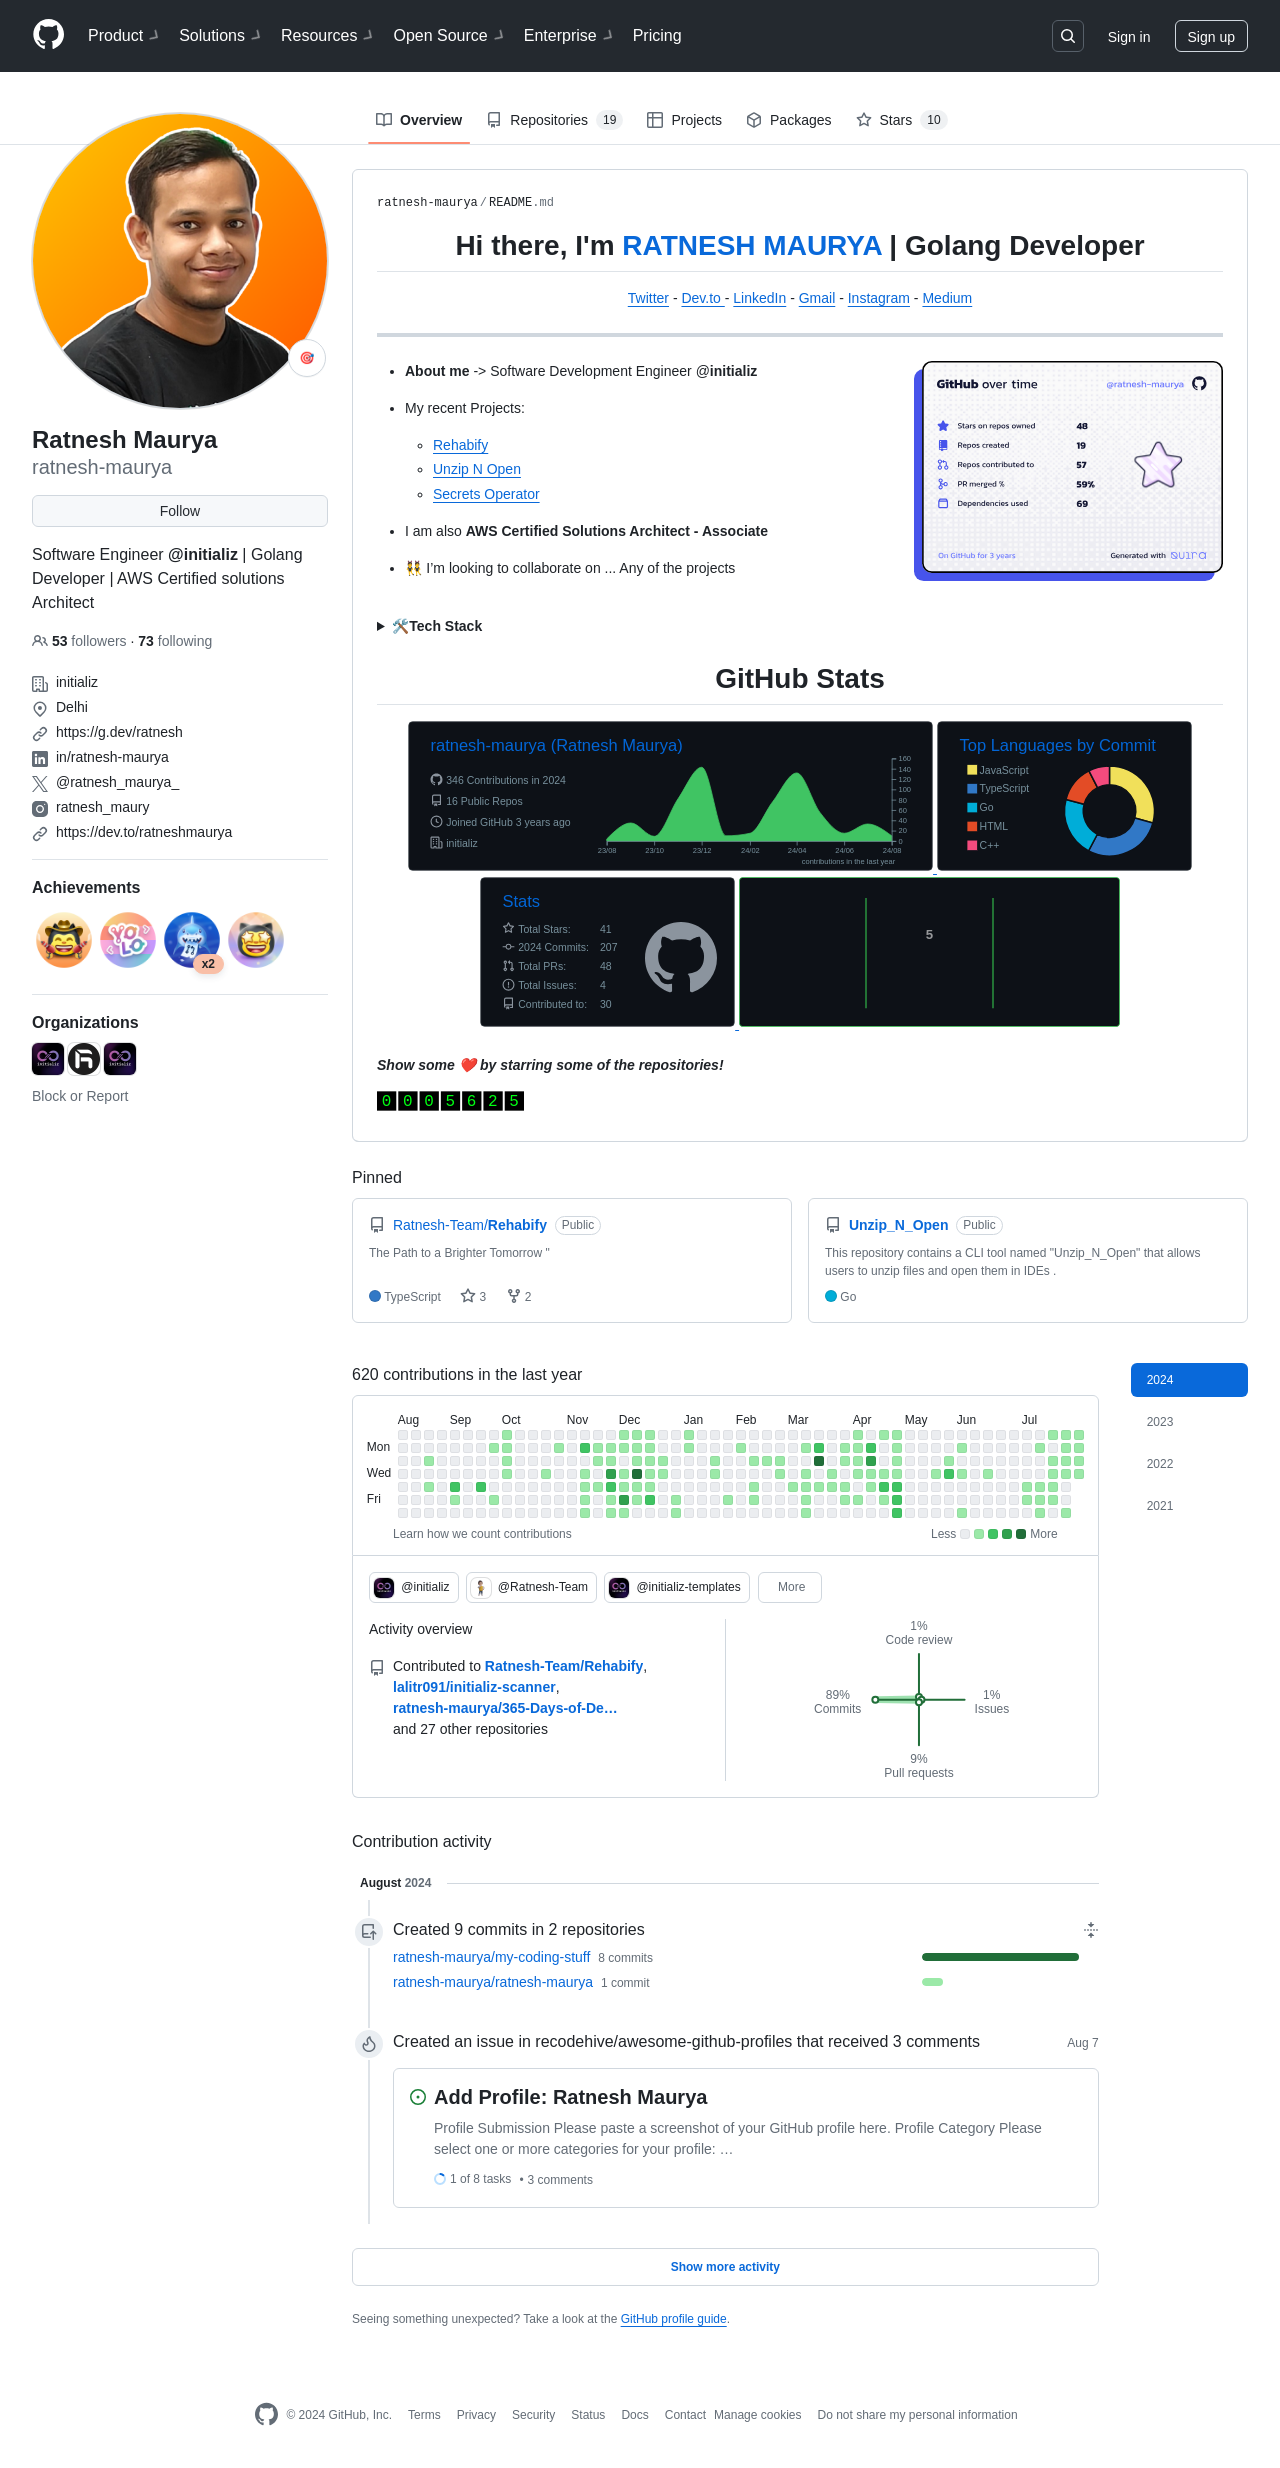 Product Solutions Resources Open Source Enterprise Pricing Sign in Sign up
Overview Repositories 19 Projects Packages Stars 10
Ratnesh Maurya
ratnesh-maurya
Follow
Software Engineer @initializ | Golang
Developer | AWS Certified solutions
Architect
53 followers · 73 following
initializ
Delhi
https://g.dev/ratnesh
in/ratnesh-maurya
@ratnesh_maurya_
ratnesh_maury
https://dev.to/ratneshmaurya
Achievements
YOLO
x2
Organizations
initializ initializ
Block or Report
ratnesh-maurya/README.md
Hi there, I'm RATNESH MAURYA | Golang Developer
Twitter - Dev.to - LinkedIn - Gmail - Instagram - Medium
About me -> Software Development Engineer @initializ
My recent Projects:
Rehabify
Unzip N Open
Secrets Operator
I am also AWS Certified Solutions Architect - Associate
👯 I’m looking to collaborate on ... Any of the projects
GitHub over time @ratnesh-maurya
Stars on repos owned 48
Repos created 19
Repos contributed to 57
PR merged % 59%
Dependencies used 69
On GitHub for 3 years Generated with quira
🛠️Tech Stack
GitHub Stats
ratnesh-maurya (Ratnesh Maurya)
346 Contributions in 2024
16 Public Repos
Joined GitHub 3 years ago
initializ
160
140
120
100
80
60
40
20
0
23/08 23/10 23/12 24/02 24/04 24/06 24/08
contributions in the last year
Top Languages by Commit
JavaScript
TypeScript
Go
HTML
C++
Stats
Total Stars: 41
2024 Commits: 207
Total PRs: 48
Total Issues: 4
Contributed to: 30
5
Show some ❤️ by starring some of the repositories!
0005625
Pinned
Ratnesh-Team/Rehabify Public
The Path to a Brighter Tomorrow "
TypeScript 3 2
Unzip_N_Open Public
This repository contains a CLI tool named "Unzip_N_Open" that allows
users to unzip files and open them in IDEs .
Go
620 contributions in the last year
2024
2023
2022
2021
Aug Sep Oct Nov Dec Jan Feb Mar Apr May Jun Jul
Mon
Wed
Fri
Learn how we count contributions Less More
@initializ @Ratnesh-Team @initializ-templates More
Activity overview
Contributed to Ratnesh-Team/Rehabify,
lalitr091/initializ-scanner,
ratnesh-maurya/365-Days-of-De…
and 27 other repositories
1%
Code review
89%
Commits
1%
Issues
9%
Pull requests
Contribution activity
August 2024
Created 9 commits in 2 repositories
ratnesh-maurya/my-coding-stuff 8 commits
ratnesh-maurya/ratnesh-maurya 1 commit
Created an issue in recodehive/awesome-github-profiles that received 3 comments Aug 7
Add Profile: Ratnesh Maurya
Profile Submission Please paste a screenshot of your GitHub profile here. Profile Category Please
select one or more categories for your profile: …
1 of 8 tasks • 3 comments
Show more activity
Seeing something unexpected? Take a look at the GitHub profile guide.
© 2024 GitHub, Inc. Terms Privacy Security Status Docs Contact Manage cookies Do not share my personal information